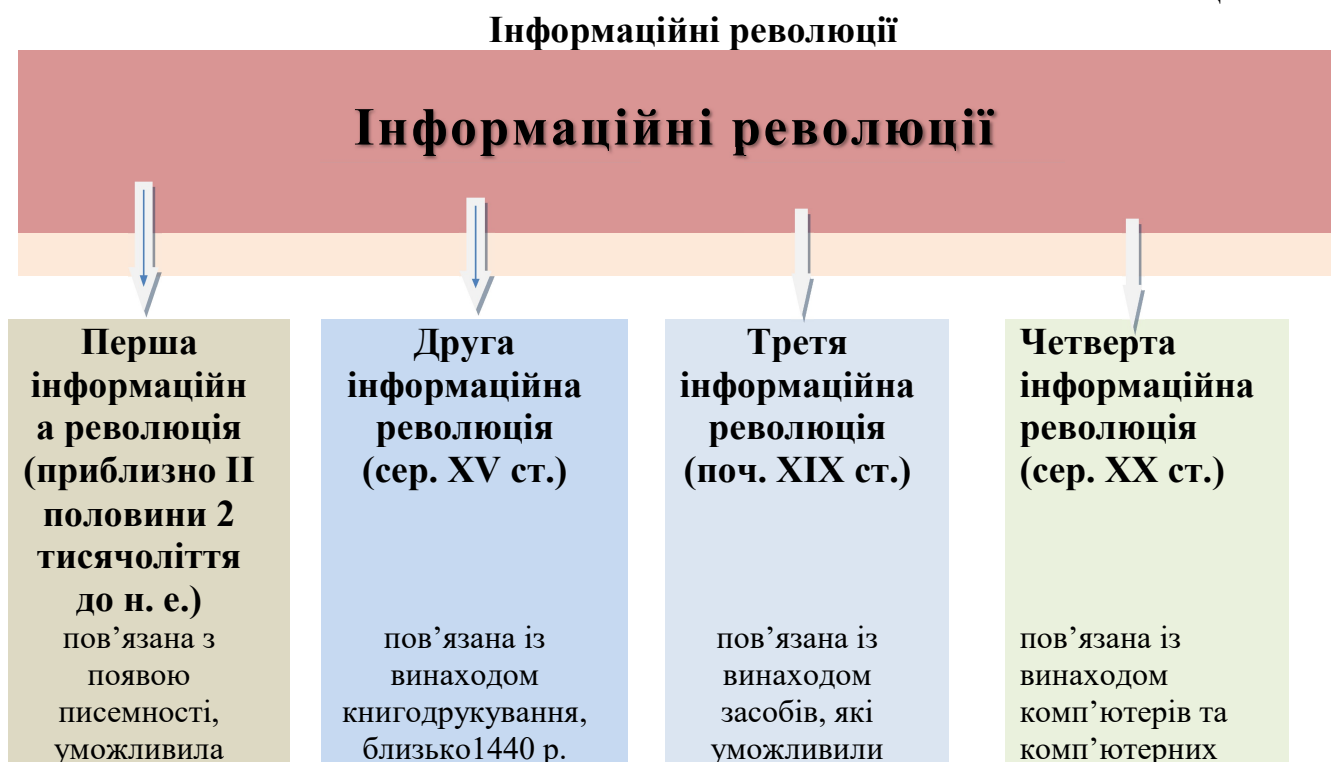 Інформаційні революції
Інформаційні революції
Перша
інформаційн
а революція
(приблизно II
половини 2
тисячоліття
до н. е.)
пов’язана з
появою
писемності,
уможливила
Друга
інформаційна
революція
(сер. XV ст.)
пов’язана із
винаходом
книгодрукування,
близько1440 р.
Третя
інформаційна
революція
(поч. XIX ст.)
пов’язана із
винаходом
засобів, які
уможливили
Четверта
інформаційна
революція
(сер. XX ст.)
пов’язана із
винаходом
комп’ютерів та
комп’ютерних